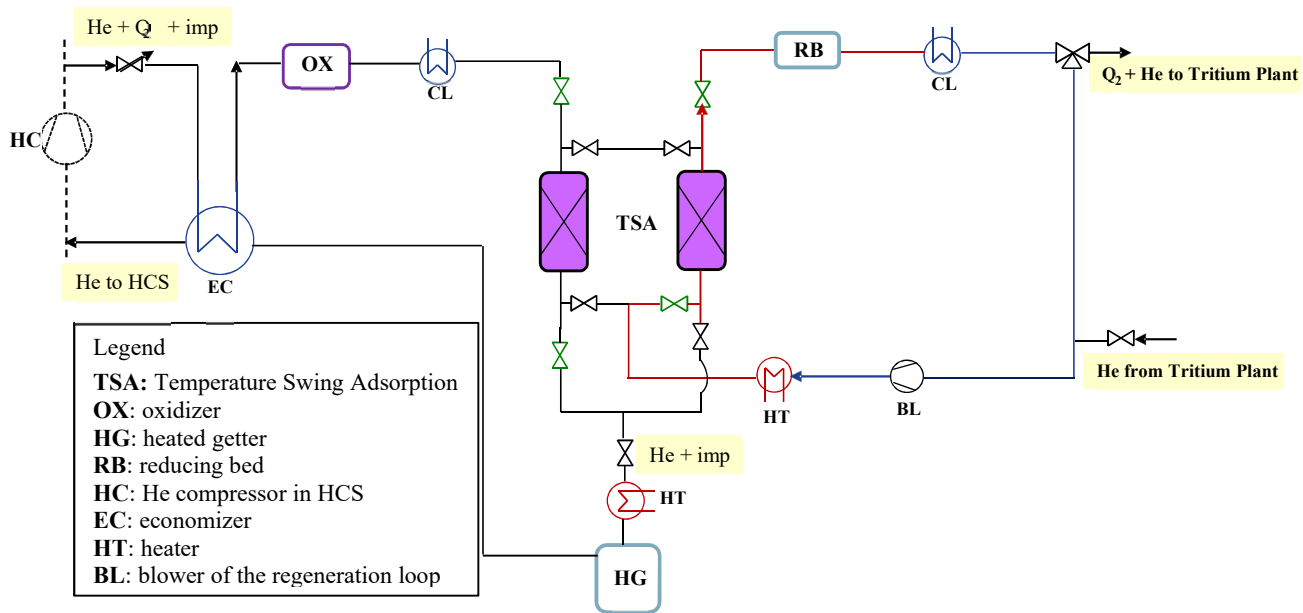 He + Q2 + imp
OX
CL
RB
CL
Q2 + He to Tritium Plant
HC
TSA
He to HCS
EC
He from Tritium Plant
HT
BL
He + imp
HT
HG
Legend
TSA: Temperature Swing Adsorption
OX: oxidizer
HG: heated getter
RB: reducing bed
HC: He compressor in HCS
EC: economizer
HT: heater
BL: blower of the regeneration loop